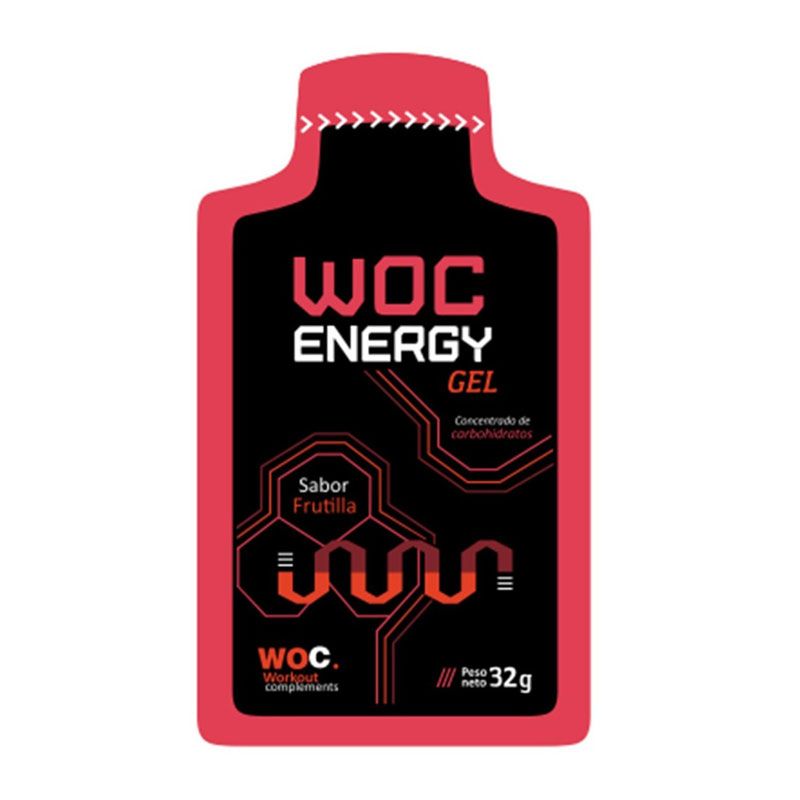 WOC
ENERGY
GEL
Concentrado de
carbohidratos
Sabor
Frutilla
WOC.
Workout
complements
Peso
neto 32g